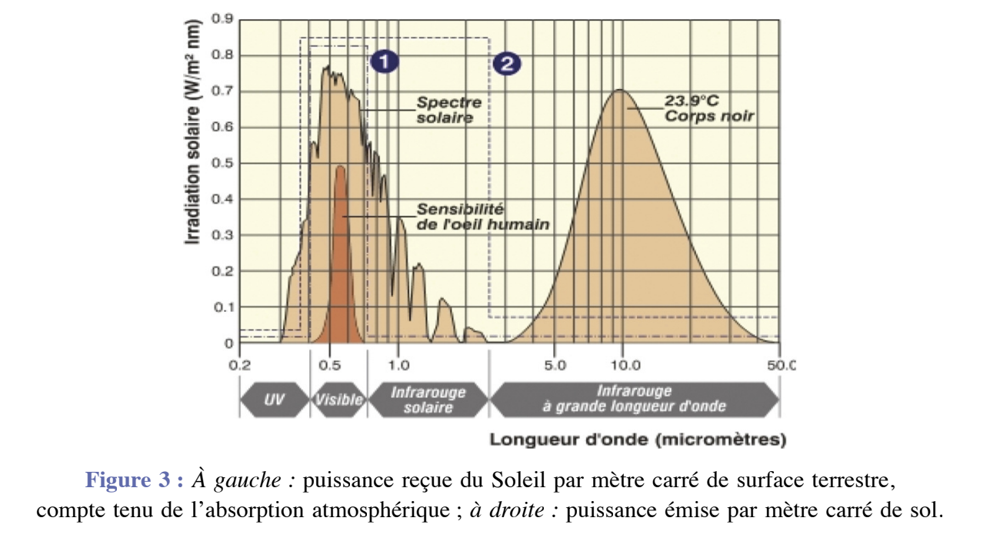 0.9
0.8
0.7
0.6
0.5
0.4
0.3
0.2
0.1
0
Irradiation solaire (W/m² nm)
1
2
Spectre
solaire
23.9°C
Corps noir
Sensibilité
de l'oeil humain
0.2 0.5 1.0 5.0 10.0 50.0
UV
Visible
Infrarouge
solaire
Infrarouge
à grande longueur d'onde
Longueur d'onde (micromètres)
Figure 3 : À gauche : puissance reçue du Soleil par mètre carré de surface terrestre,
compte tenu de l’absorption atmosphérique ; à droite : puissance émise par mètre carré de sol.